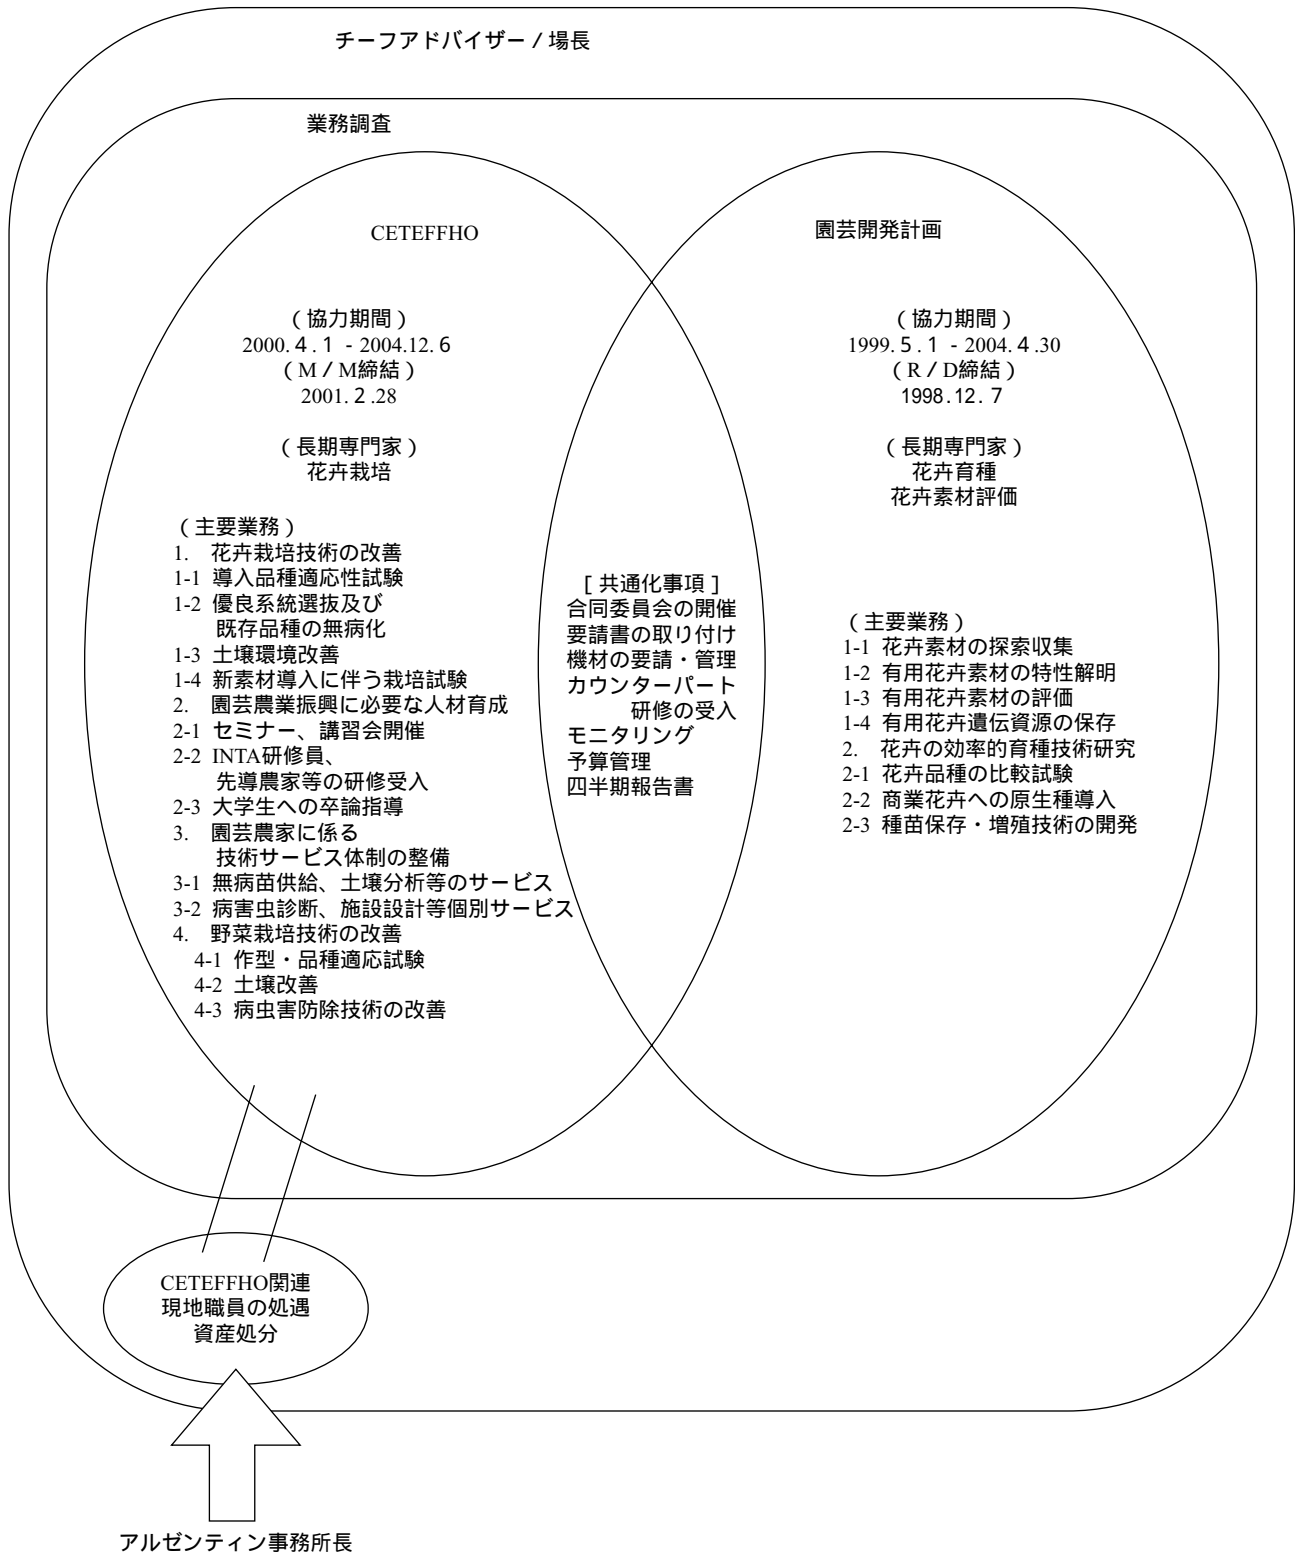 チーフアドバイザー/場長
業務調査
CETEFFHO
(協力期間)
2000.4.1 - 2004.12.6
(M/M締結)
2001.2.28
(長期専門家)
花卉栽培
(主要業務)
1. 花卉栽培技術の改善
1-1 導入品種適応性試験
1-2 優良系統選抜及び
既存品種の無病化
1-3 土壌環境改善
1-4 新素材導入に伴う栽培試験
2. 園芸農業振興に必要な人材育成
2-1 セミナー、講習会開催
2-2 INTA研修員、
先導農家等の研修受入
2-3 大学生への卒論指導
3. 園芸農家に係る
技術サービス体制の整備
3-1 無病苗供給、土壌分析等のサービス
3-2 病害虫診断、施設設計等個別サービス
4. 野菜栽培技術の改善
4-1 作型・品種適応試験
4-2 土壌改善
4-3 病虫害防除技術の改善
[共通化事項]
合同委員会の開催
要請書の取り付け
機材の要請・管理
カウンターパート
研修の受入
モニタリング
予算管理
四半期報告書
園芸開発計画
(協力期間)
1999.5.1 - 2004.4.30
(R/D締結)
1998.12.7
(長期専門家)
花卉育種
花卉素材評価
(主要業務)
1-1 花卉素材の探索収集
1-2 有用花卉素材の特性解明
1-3 有用花卉素材の評価
1-4 有用花卉遺伝資源の保存
2. 花卉の効率的育種技術研究
2-1 花卉品種の比較試験
2-2 商業花卉への原生種導入
2-3 種苗保存・増殖技術の開発
CETEFFHO関連
現地職員の処遇
資産処分
アルゼンティン事務所長